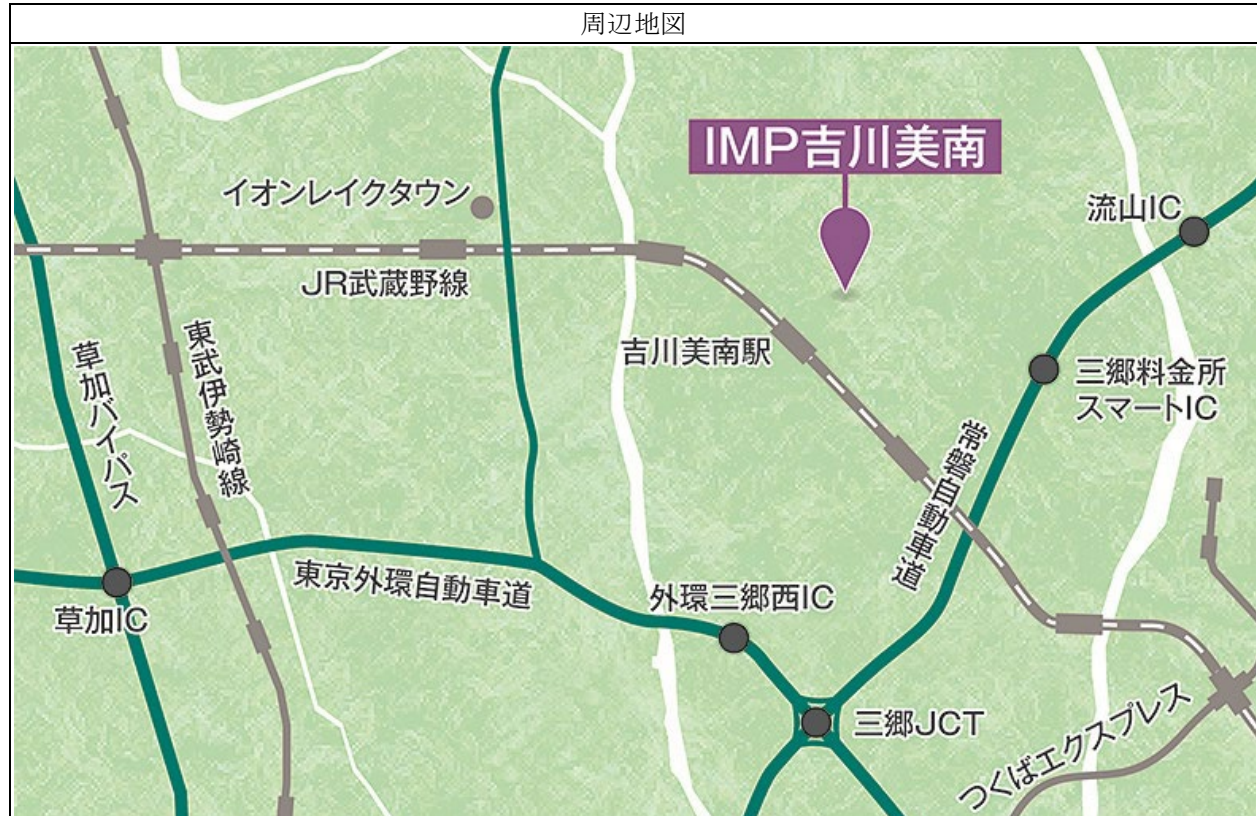 周辺地図
IMP吉川美南
イオンレイクタウン
流山IC
JR武蔵野線
吉川美南駅
三郷料金所
スマートIC
草加バイパス
東武伊勢崎線
常磐自動車道
東京外環自動車道
外環三郷西IC
草加IC
三郷JCT
つくばエクスプレス